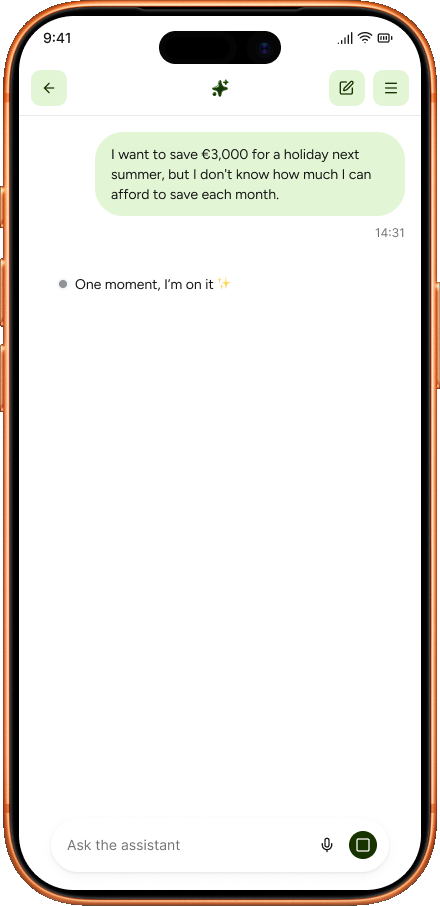 9:41
I want to save €3,000 for a holiday next
summer, but I don't know how much I can
afford to save each month.
14:31
One moment, I'm on it ✨
Ask the assistant